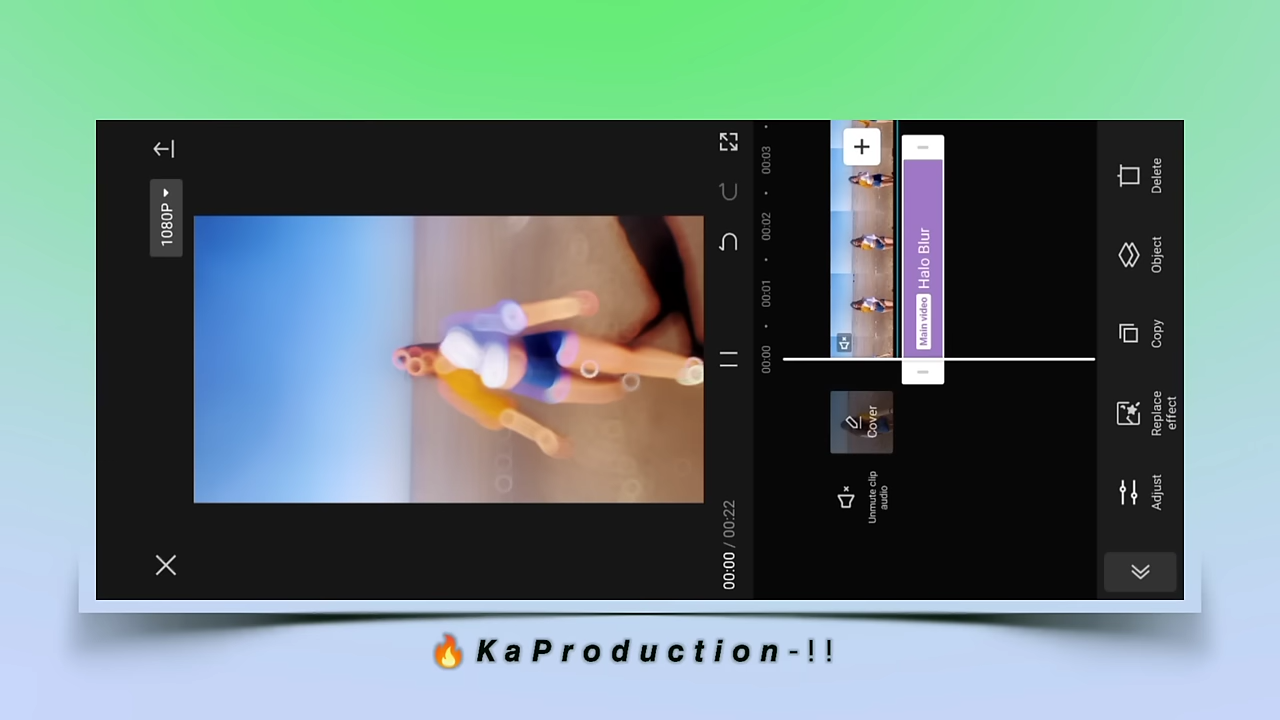 1080P
00:00 / 00:22
00:00
00:01
00:02
00:03
Unmute clip
audio
Cover
Main video Halo Blur
Adjust
Replace
effect
Copy
Object
Delete
🔥KaProduction-!!